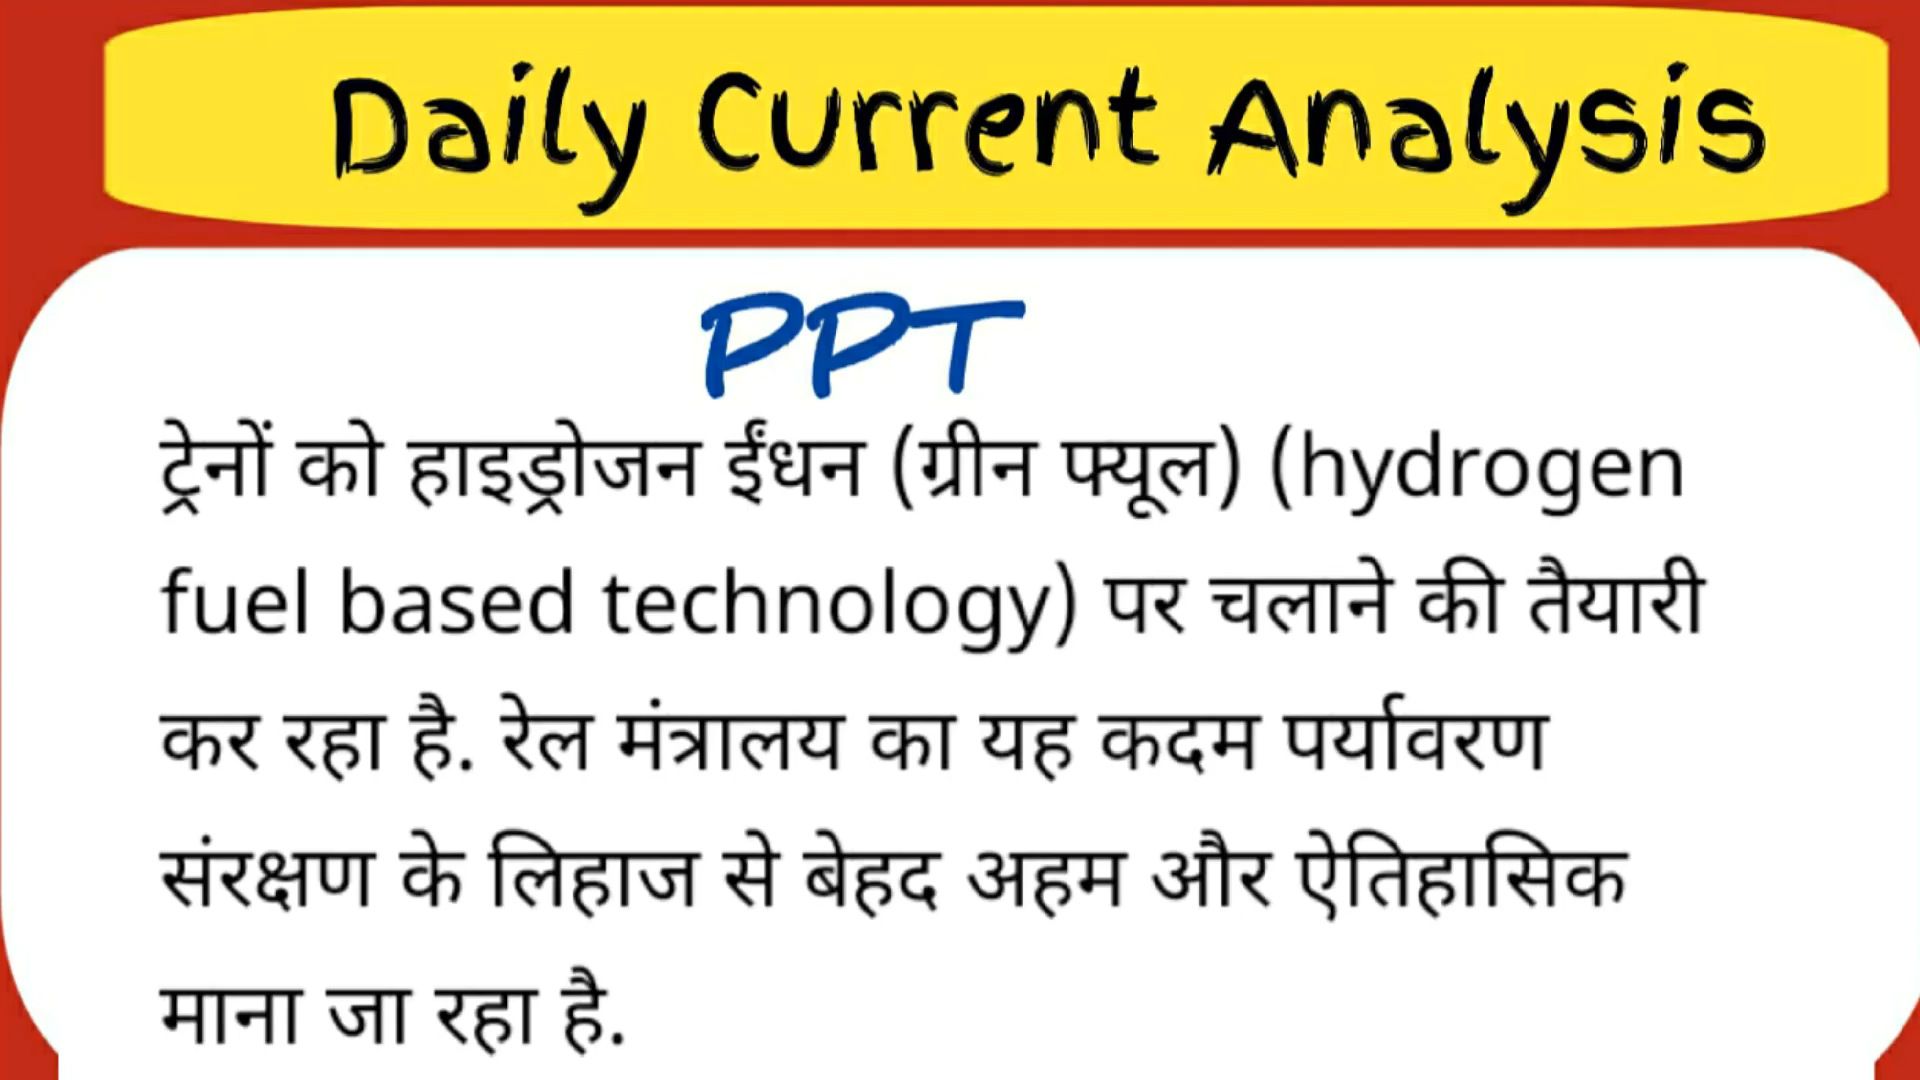 Daily Current Analysis
PPT
ट्रेनों को हाइड्रोजन ईंधन (ग्रीन फ्यूल) (hydrogen
fuel based technology) पर चलाने की तैयारी
कर रहा है. रेल मंत्रालय का यह कदम पर्यावरण
संरक्षण के लिहाज से बेहद अहम और ऐतिहासिक
माना जा रहा है.